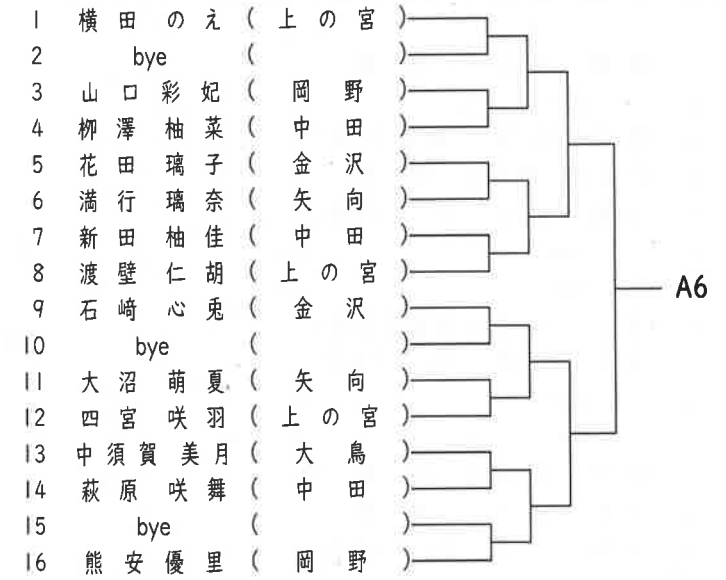 1 横田 のえ ( 上の宮 )
2 bye ( )
3 山口 彩妃 ( 岡野 )
4 栁澤 柚菜 ( 中田 )
5 花田 璃子 ( 金沢 )
6 満行 璃奈 ( 矢向 )
7 新田 柚佳 ( 中田 )
8 渡壁 仁胡 ( 上の宮 )
A6
9 石﨑 心兎 ( 金沢 )
10 bye ( )
11 大沼 萌夏 ( 矢向 )
12 四宮 咲羽 ( 上の宮 )
13 中須賀 美月 ( 大鳥 )
14 萩原 咲舞 ( 中田 )
15 bye ( )
16 熊安優里 ( 岡野 )